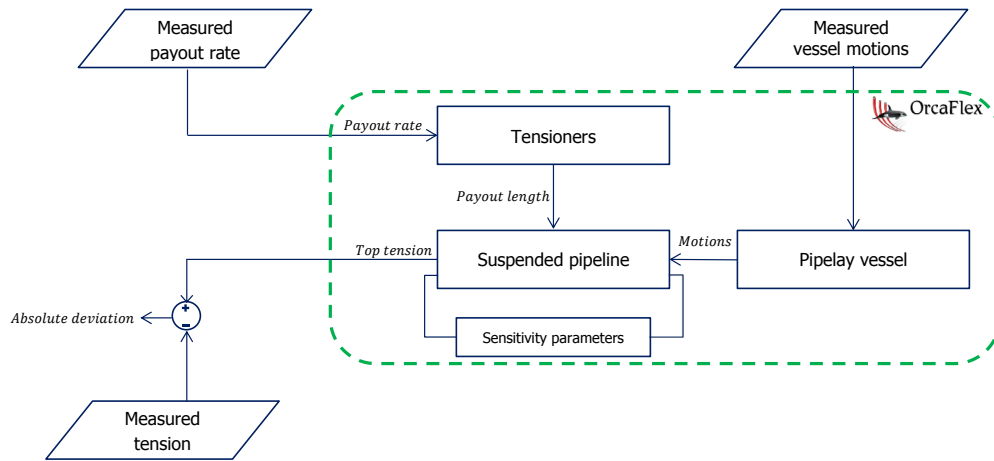 Measured
payout rate
Measured
vessel motions
OrcaFlex
Payout rate
Tensioners
Payout length
Top tension
Suspended pipeline
Motions
Pipelay vessel
+
−
Absolute deviation
Sensitivity parameters
Measured
tension